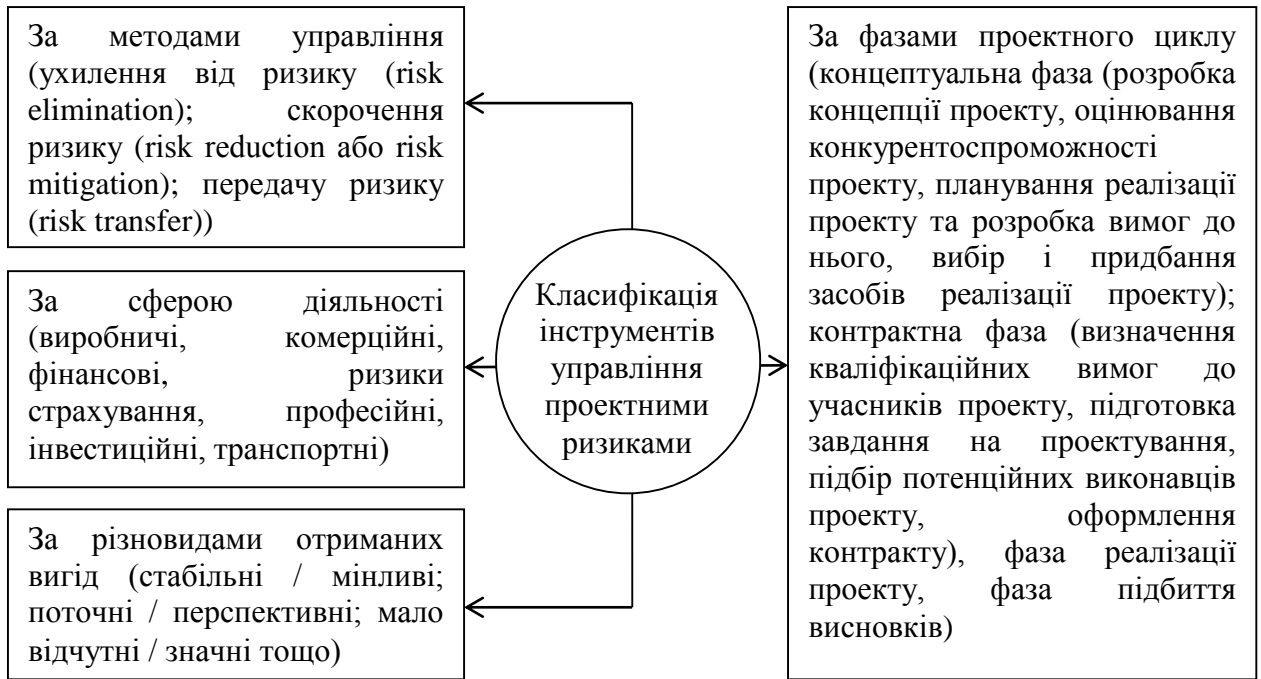 За методами управління
(ухилення від ризику (risk
elimination); скорочення
ризику (risk reduction або risk
mitigation); передачу ризику
(risk transfer))
За сферою діяльності
(виробничі, комерційні,
фінансові, ризики
страхування, професійні,
інвестиційні, транспортні)
За різновидами отриманих
вигід (стабільні / мінливі;
поточні / перспективні; мало
відчутні / значні тощо)
Класифікація
інструментів
управління
проектними
ризиками
За фазами проектного циклу
(концептуальна фаза (розробка
концепції проекту, оцінювання
конкурентоспроможності
проекту, планування реалізації
проекту та розробка вимог до
нього, вибір і придбання
засобів реалізації проекту);
контрактна фаза (визначення
кваліфікаційних вимог до
учасників проекту, підготовка
завдання на проектування,
підбір потенційних виконавців
проекту, оформлення
контракту), фаза реалізації
проекту, фаза підбиття
висновків)